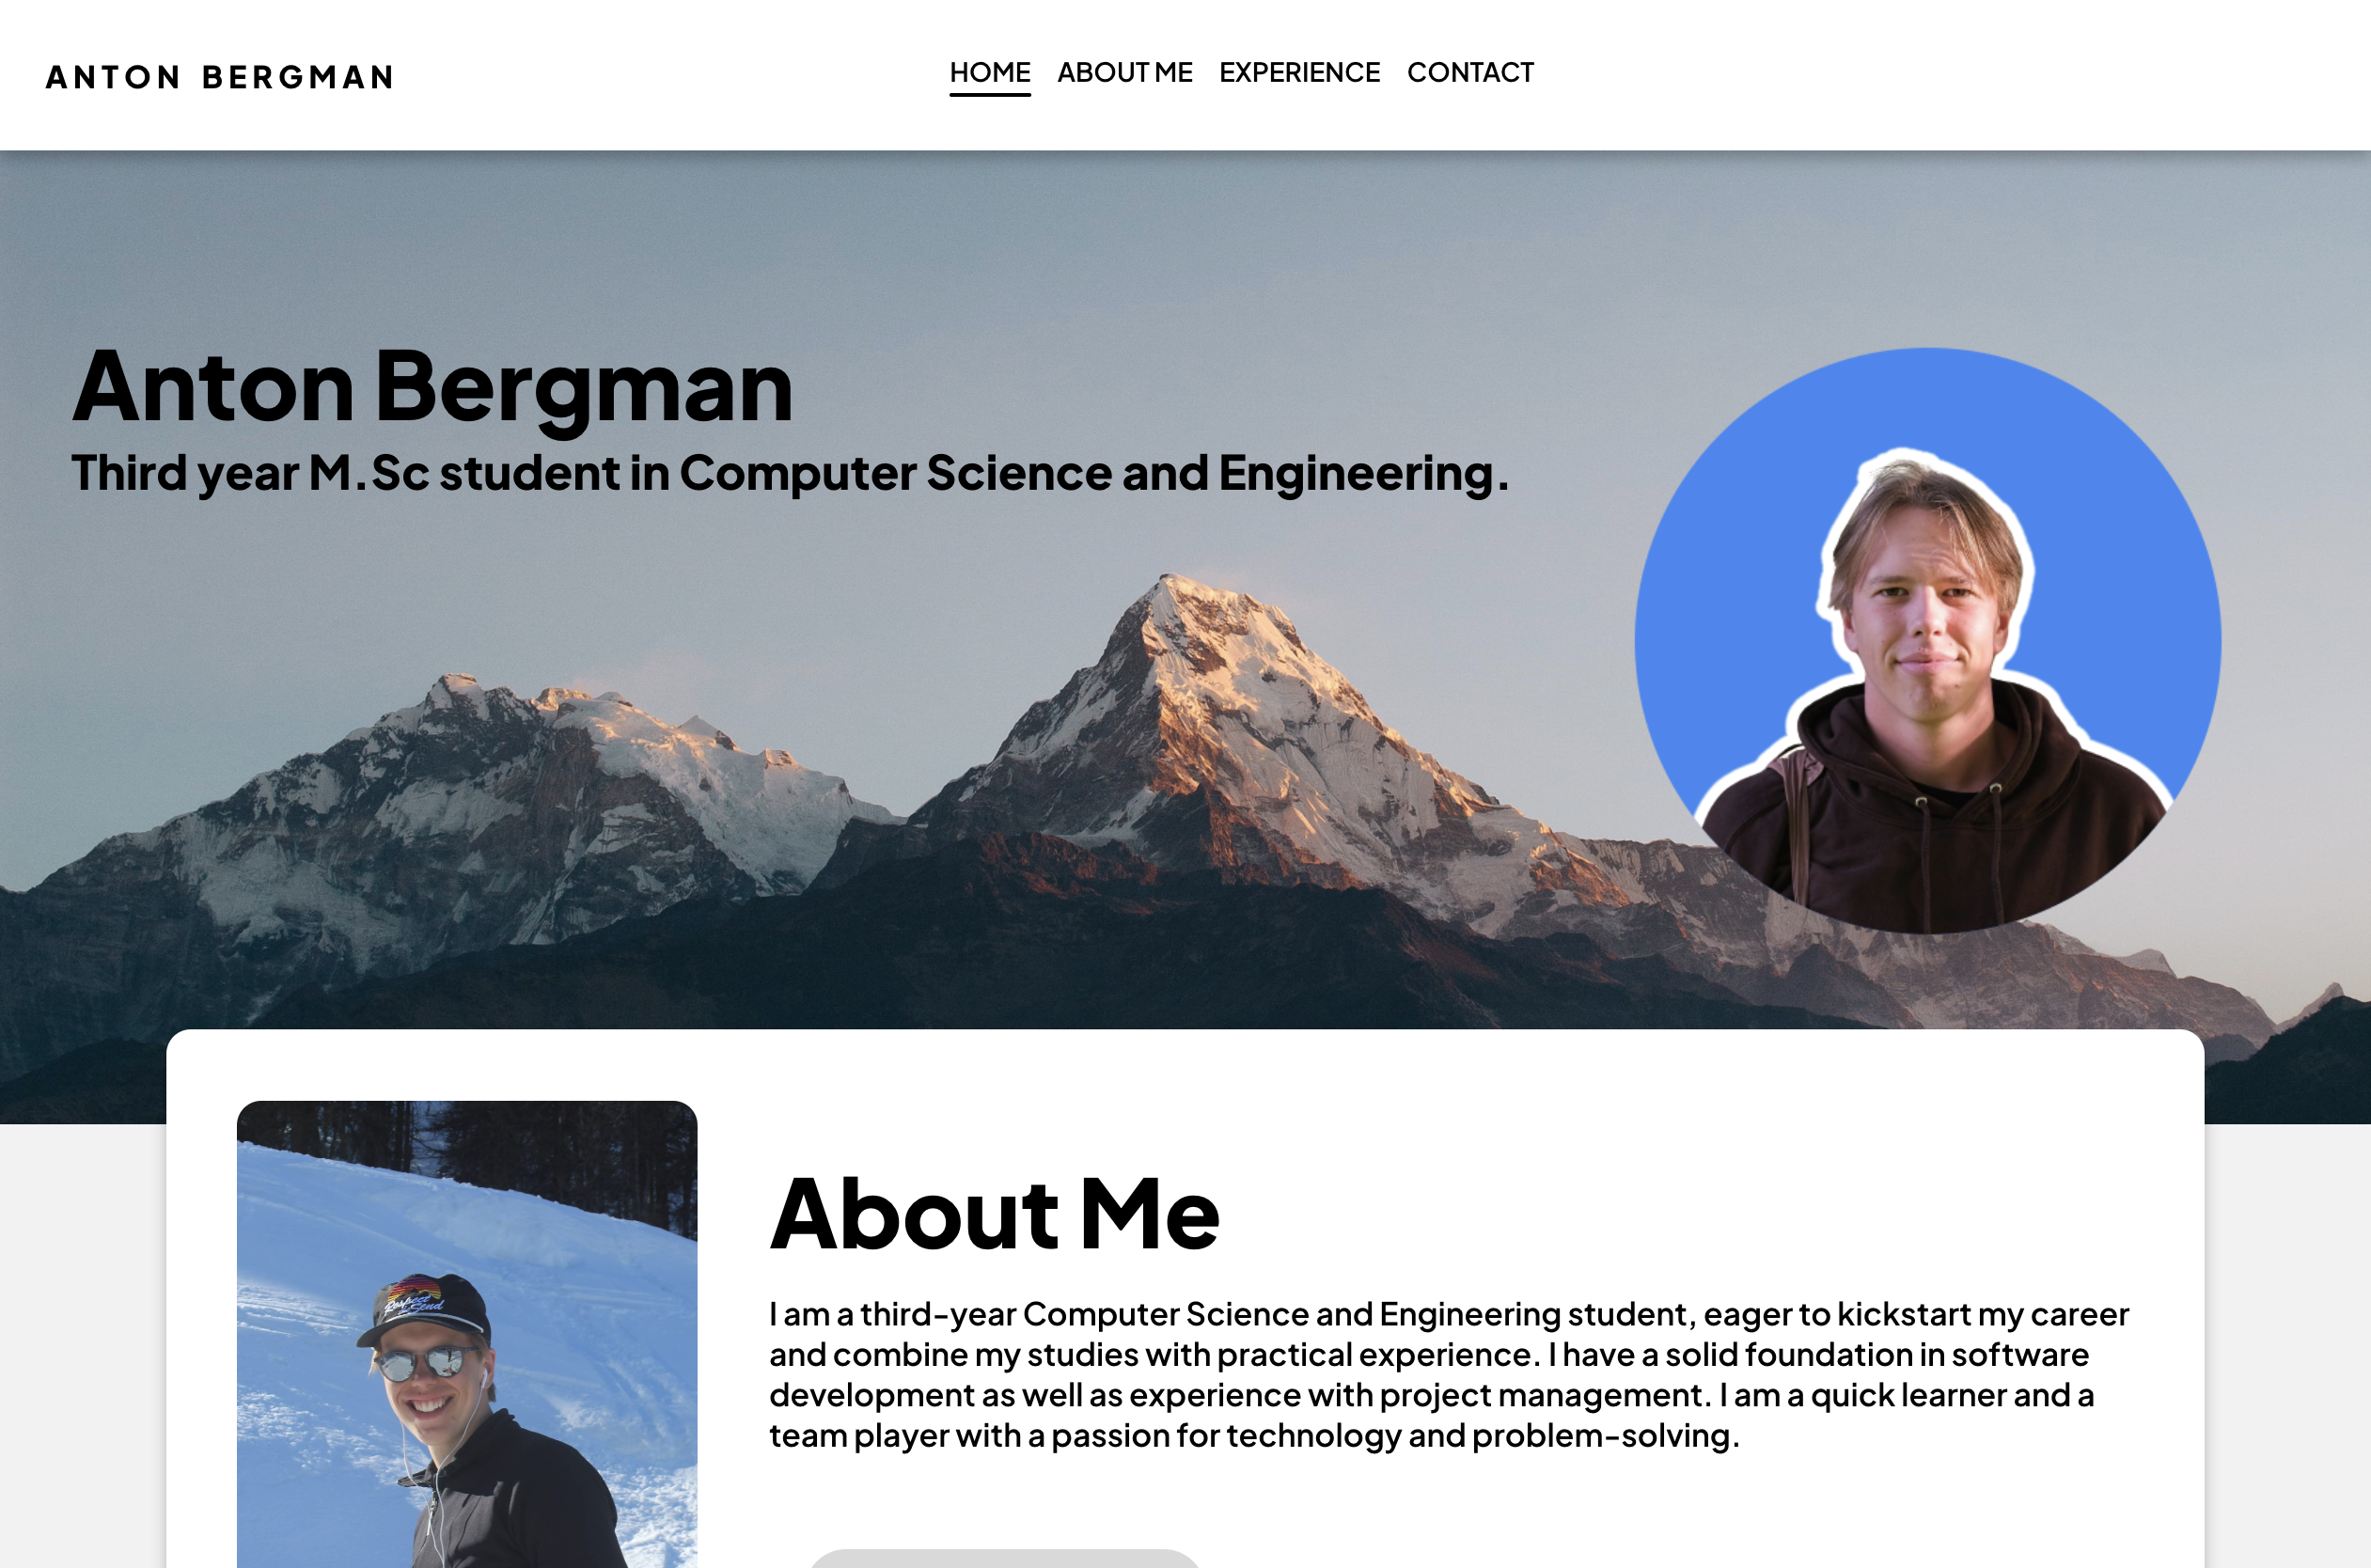 ANTON BERGMAN
HOME ABOUT ME EXPERIENCE CONTACT
Anton Bergman
Third year M.Sc student in Computer Science and Engineering.
Respect the Send
About Me
I am a third-year Computer Science and Engineering student, eager to kickstart my career
and combine my studies with practical experience. I have a solid foundation in software
development as well as experience with project management. I am a quick learner and a
team player with a passion for technology and problem-solving.